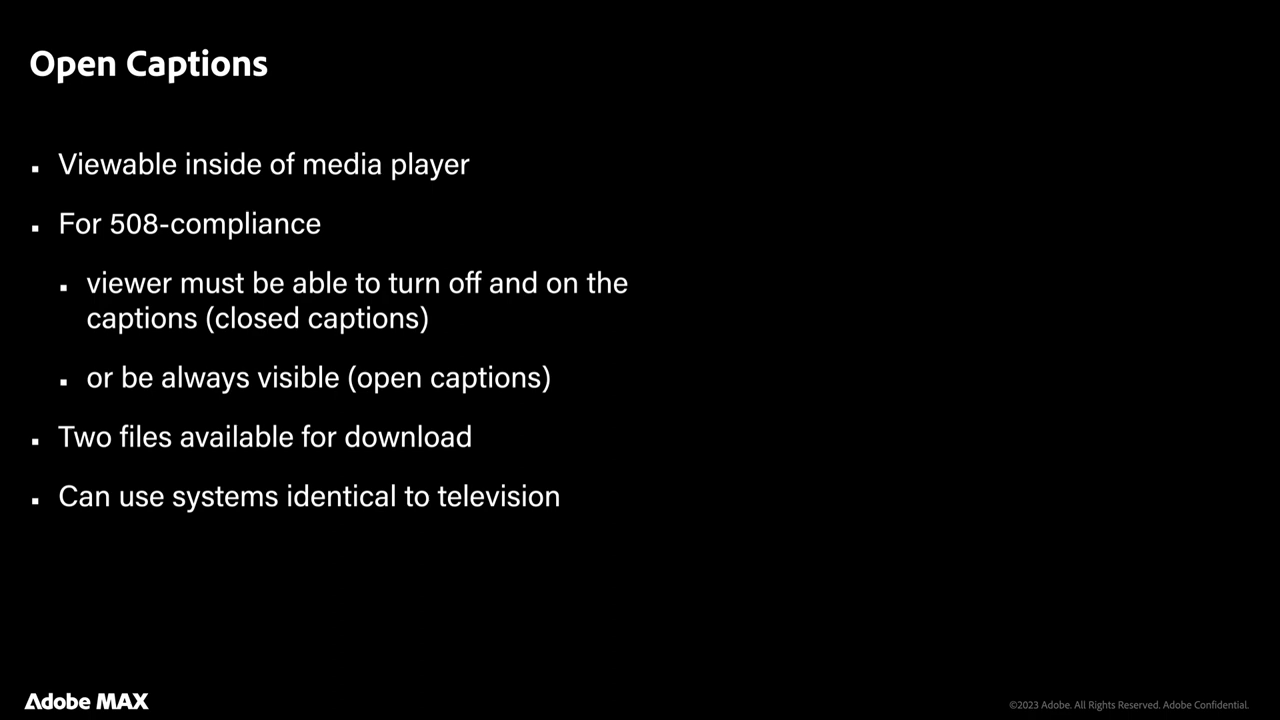 Open Captions
▪ Viewable inside of media player
▪ For 508-compliance
▪ viewer must be able to turn off and on the
captions (closed captions)
▪ or be always visible (open captions)
▪ Two files available for download
▪ Can use systems identical to television
Adobe MAX
©2023 Adobe. All Rights Reserved. Adobe Confidential.